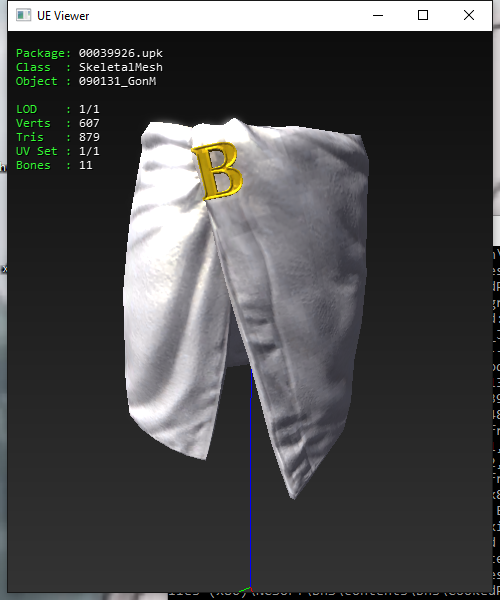 UE Viewer
Package: 00039926.upk
Class : SkeletalMesh
Object : 090131_GonM
LOD : 1/1
Verts : 607
Tris : 879
UV Set : 1/1
Bones : 11
B